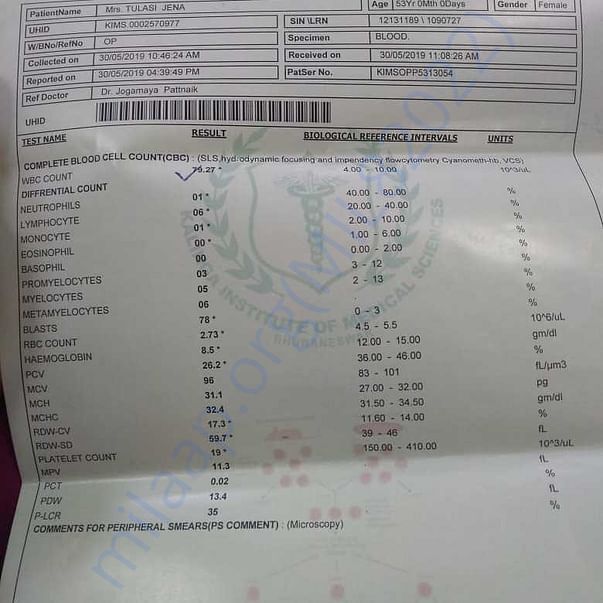 PatientName Mrs. TULASI JENA Age 53Yr 0Mth 0Days Gender Female
UHID KIMS.0002570977 SIN \LRN 12131189 \ 1090727
W/BNo/RefNo OP Specimen BLOOD.
Collected on 30/05/2019 10:46:24 AM Received on 30/05/2019 11:08:26 AM
Reported on 30/05/2019 04:39:49 PM PatSer No. KIMSOPP5313054
Ref Doctor Dr. Jogamaya Pattnaik
UHID
TEST NAME RESULT BIOLOGICAL REFERENCE INTERVALS UNITS
COMPLETE BLOOD CELL COUNT(CBC) : (SLS,hydrodynamic focusing and impendency flowcytometry Cyanometh-hb, VCS)
WBC COUNT 79.27 * 4.00 - 10.00 10^3/uL
DIFFRENTIAL COUNT
NEUTROPHILS 01 * 40.00 - 80.00 %
LYMPHOCYTE 06 * 20.00 - 40.00 %
MONOCYTE 01 * 2.00 - 10.00 %
EOSINOPHIL 00 * 1.00 - 6.00 %
BASOPHIL 00 0.00 - 2.00 %
PROMYELOCYTES 03 3 - 12 %
MYELOCYTES 05 2 - 13 %
METAMYELOCYTES 06 . %
BLASTS 78 * 0 - 3 %
RBC COUNT 2.73 * 4.5 - 5.5 10^6/uL
HAEMOGLOBIN 8.5 * 12.00 - 15.00 gm/dl
PCV 26.2 * 36.00 - 46.00 %
MCV 96 83 - 101 fL/µm3
MCH 31.1 27.00 - 32.00 pg
MCHC 32.4 31.50 - 34.50 gm/dl
RDW-CV 17.3 * 11.60 - 14.00 %
RDW-SD 59.7 * 39 - 46 fL
PLATELET COUNT 19 * 150.00 - 410.00 10^3/uL
MPV 11.3 fL
PCT 0.02 .
PDW 13.4 fL
P-LCR 35 %
COMMENTS FOR PERIPHERAL SMEARS(PS COMMENT) : (Microscopy)
INSTITUTE OF MEDICAL SCIENCES
BHUBANESWAR
milaap.org(Milaap2022)